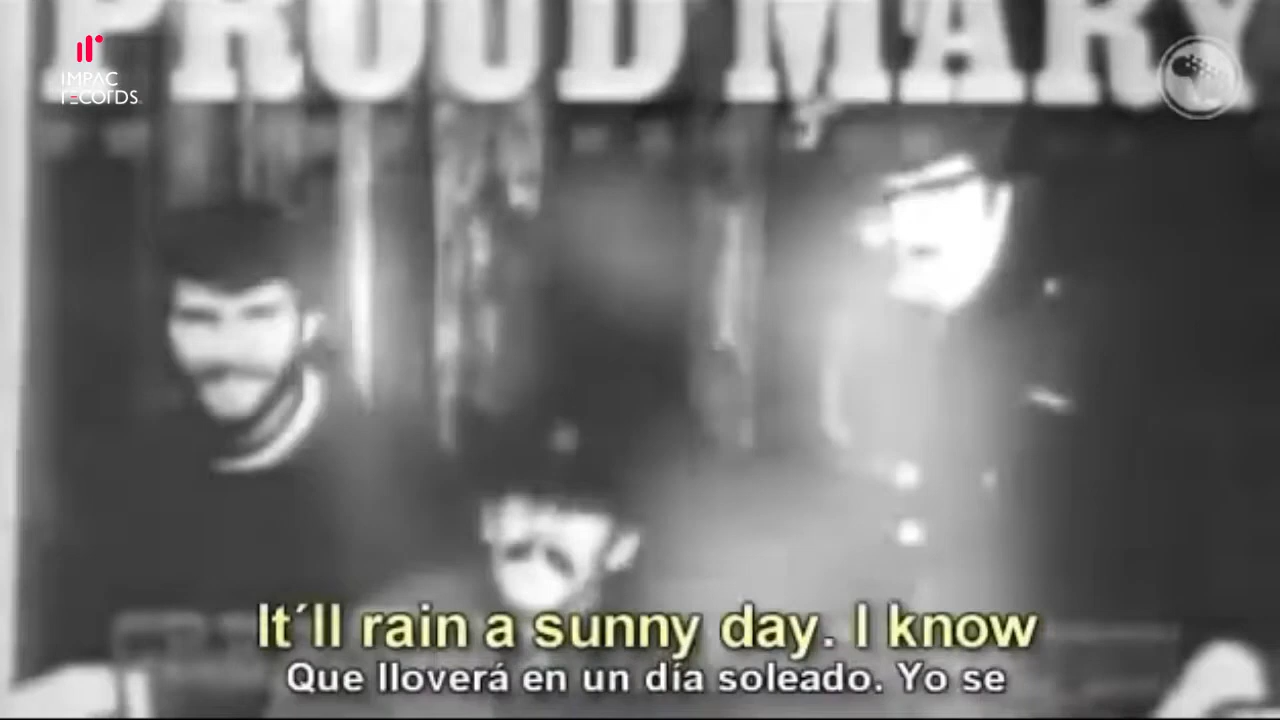 PROUD MARY
IMPAC
records
It´ll rain a sunny day. I know
Que lloverá en un día soleado. Yo se